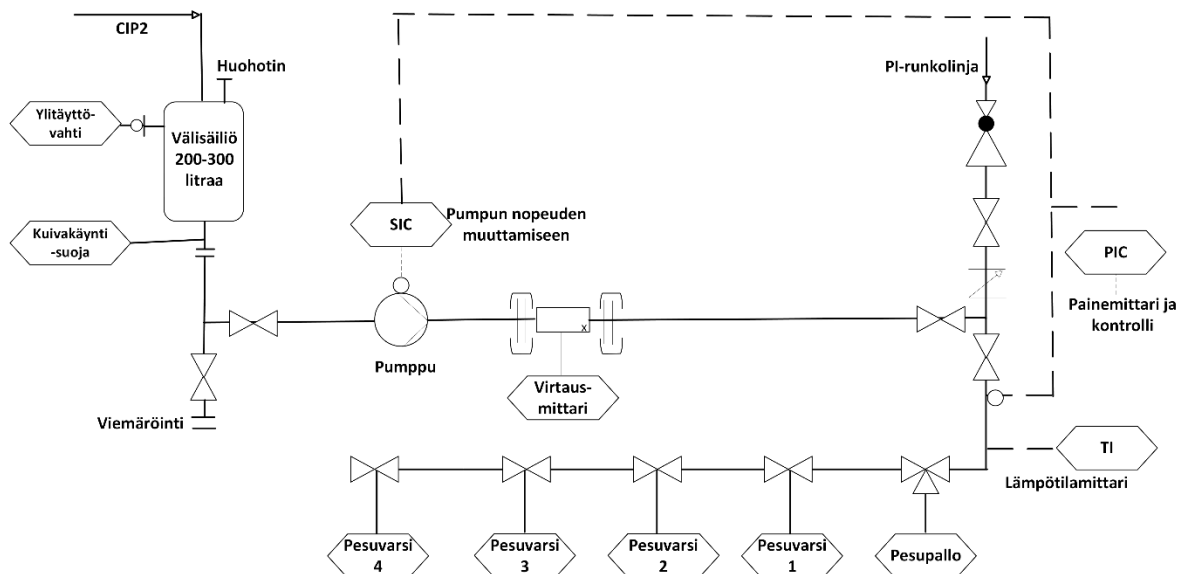 CIP2
Huohotin
PI-runkolinja
Ylitäyttö-
vahti
Välisäiliö
200-300
litraa
SIC
Pumpun nopeuden
muuttamiseen
Kuivakäynti
-suoja
PIC
Painemittari ja
kontrolli
x
Pumppu
Virtaus-
mittari
Viemäröinti
TI
Lämpötilamittari
Pesuvarsi
4
Pesuvarsi
3
Pesuvarsi
2
Pesuvarsi
1
Pesupallo